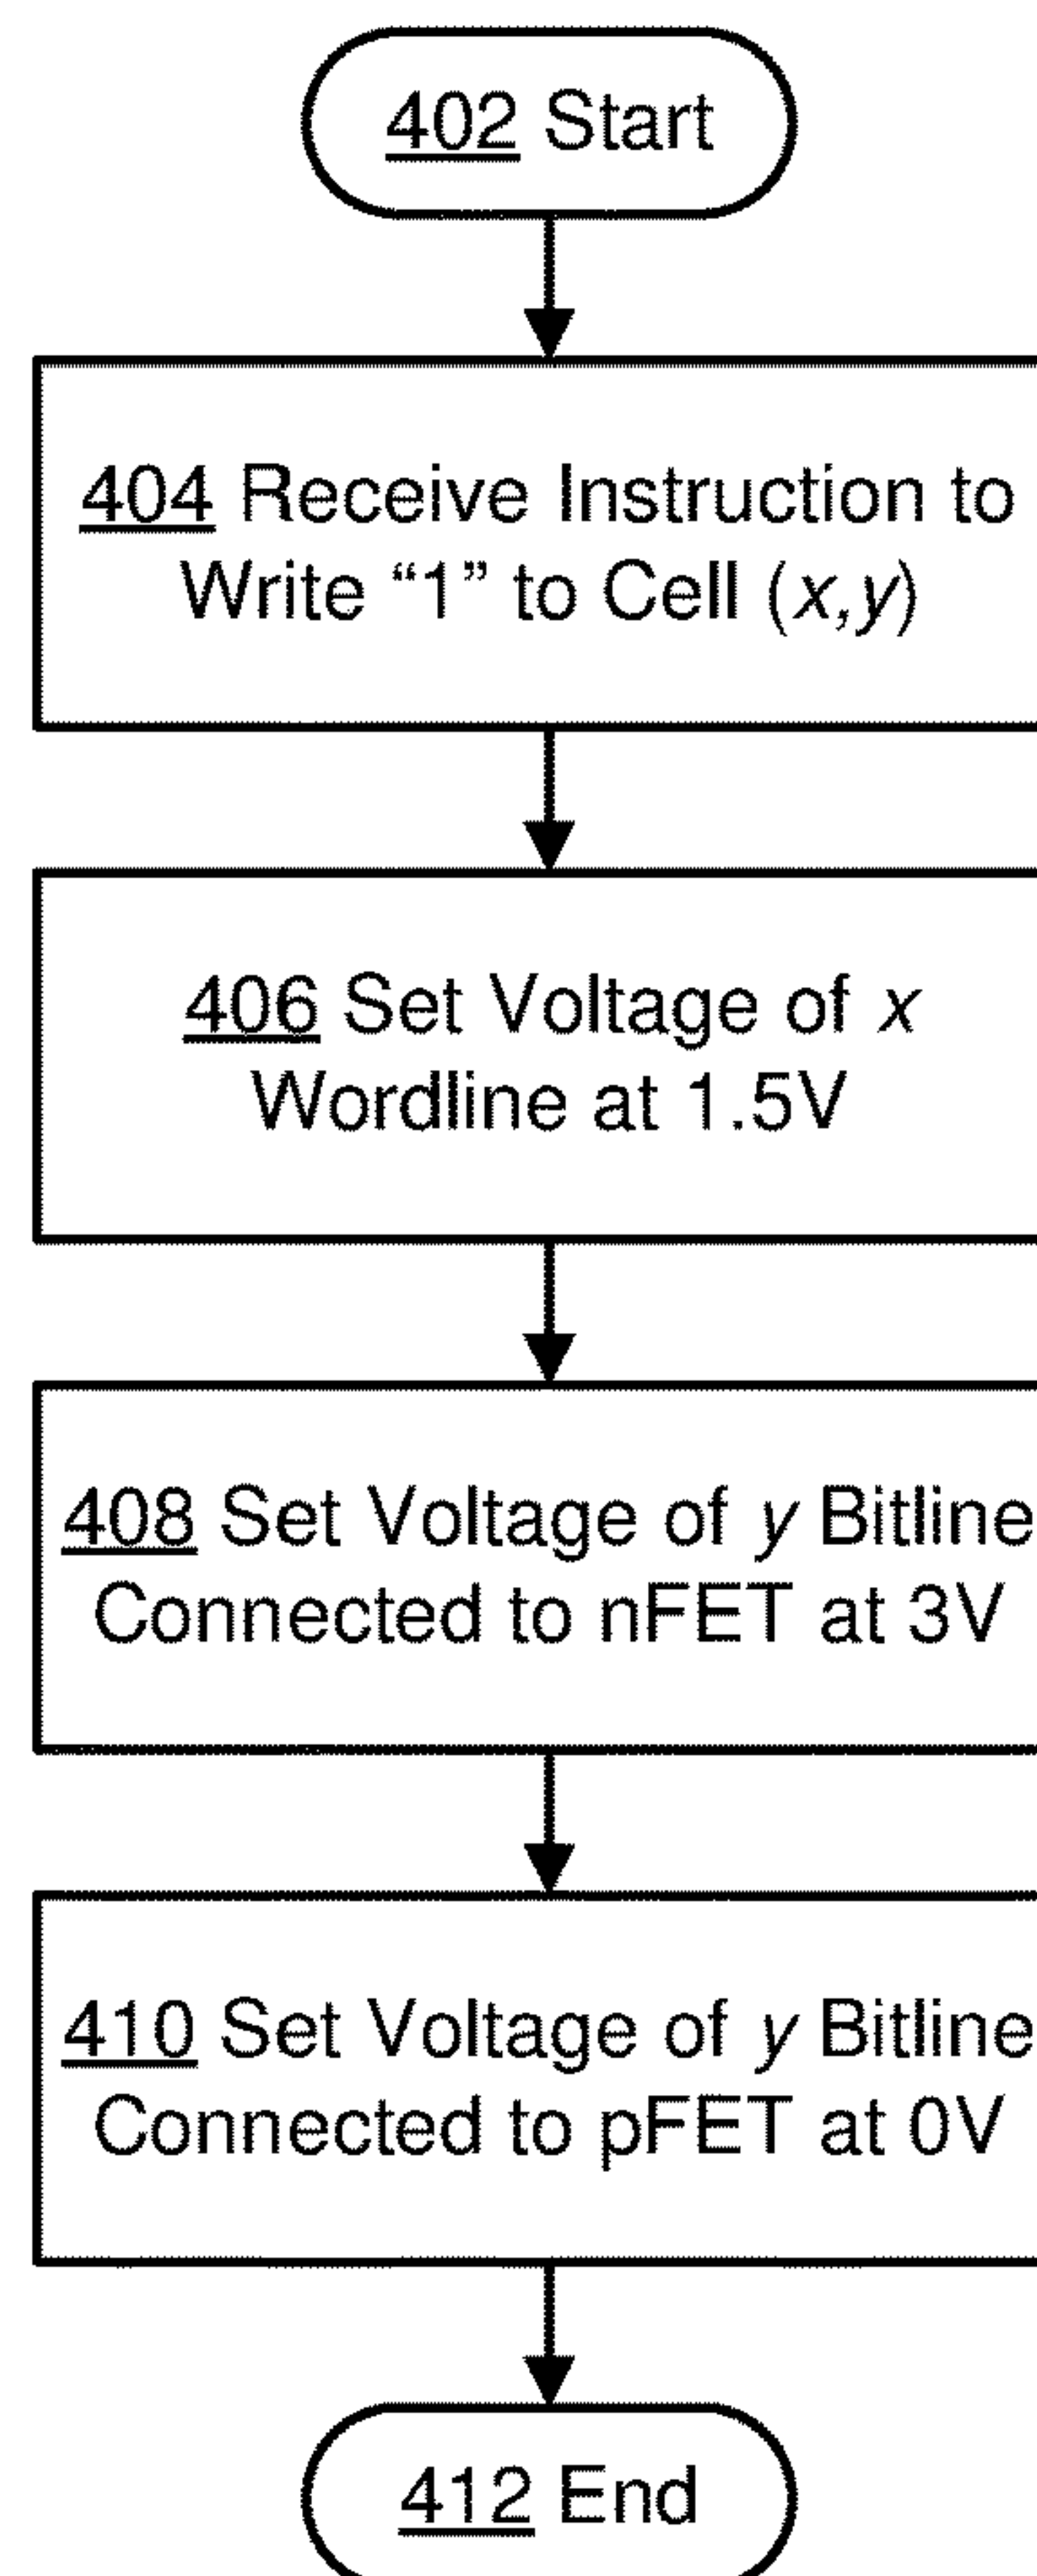 402 Start
404 Receive Instruction to
Write “1” to Cell (x,y)
406 Set Voltage of x
Wordline at 1.5V
408 Set Voltage of y Bitline
Connected to nFET at 3V
410 Set Voltage of y Bitline
Connected to pFET at 0V
412 End